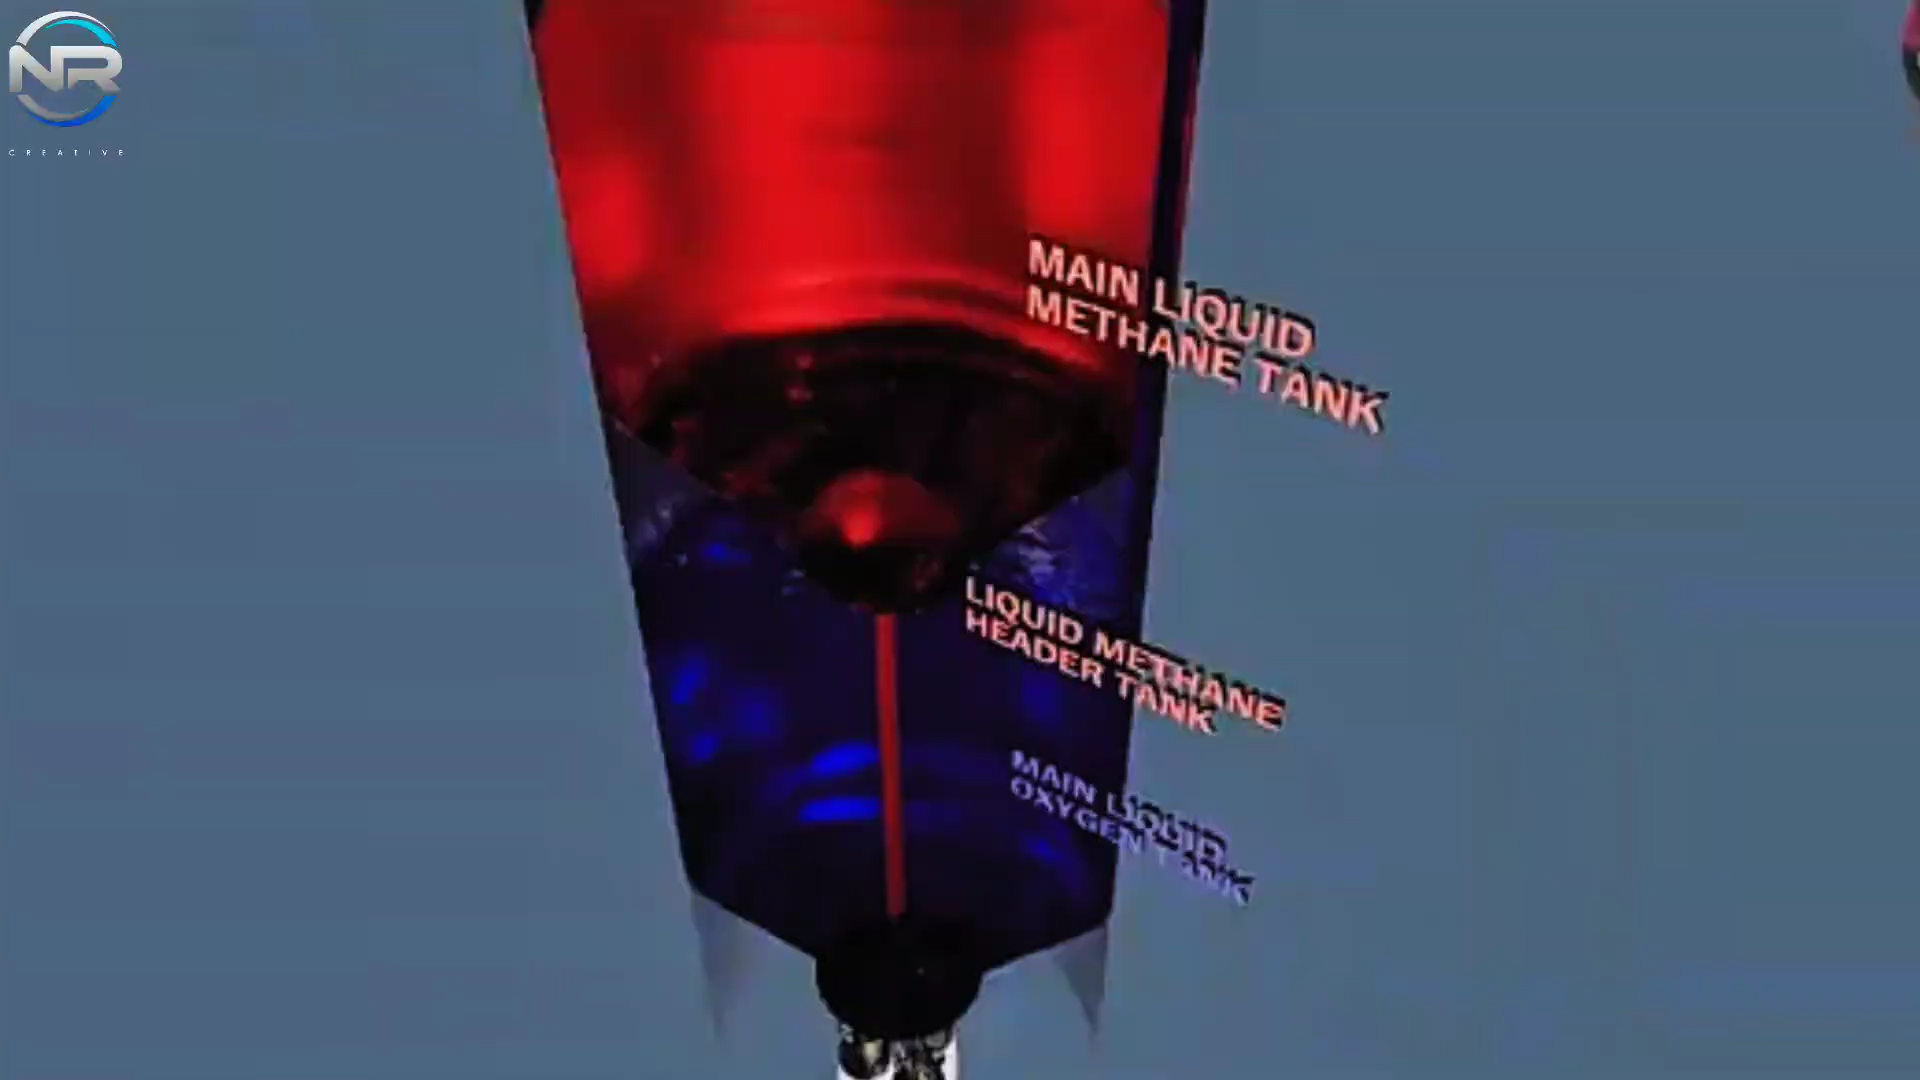 NR
CREATIVE
MAIN LIQUID
METHANE TANK
LIQUID METHANE
HEADER TANK
MAIN LIQUID
OXYGEN TANK